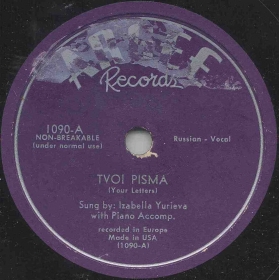 Records
1090-A
NON-BREAKABLE
(under normal use)
Russian - Vocal
TVOI PISMA
(Your Letters)
Sung by: Izabella Yurieva
with Piano Accomp.
recorded in Europe
Made in USA
(1090-A)